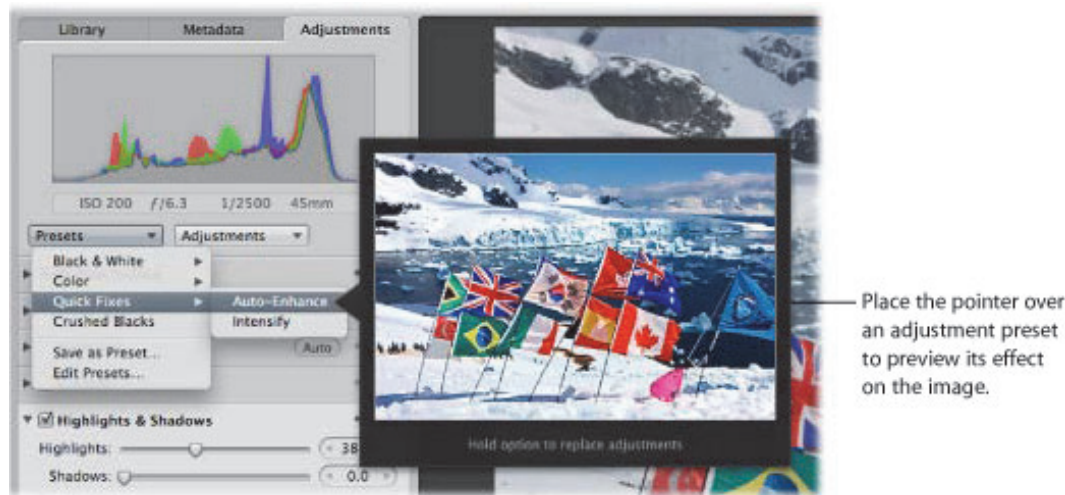 Library Metadata Adjustments
ISO 200 f/6.3 1/2500 45mm
Presets Adjustments
Black & White
Color
Quick Fixes Auto-Enhance
Crushed Blacks Intensify
Save as Preset... Auto
Edit Presets...
Highlights & Shadows
Highlights: 38
Shadows: 0.0
Hold option to replace adjustments
Place the pointer over
an adjustment preset
to preview its effect
on the image.